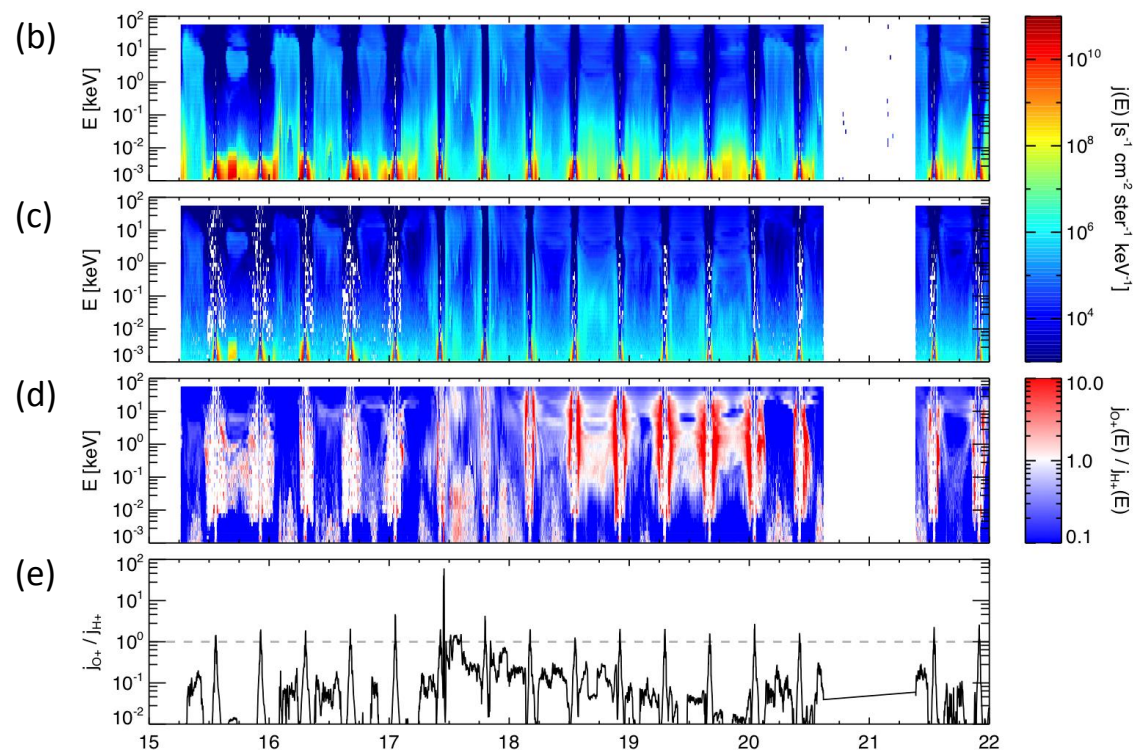 (b)
E [keV]
10²
10¹
10⁰
10⁻¹
10⁻²
10⁻³
10¹⁰
10⁸
10⁶
10⁴
j(E) [s⁻¹ cm⁻² ster⁻¹ keV⁻¹]
(c)
E [keV]
10²
10¹
10⁰
10⁻¹
10⁻²
10⁻³
(d)
E [keV]
10²
10¹
10⁰
10⁻¹
10⁻²
10⁻³
10.0
1.0
0.1
j_O+(E) / j_H+(E)
(e)
j_O+ / j_H+
10²
10¹
10⁰
10⁻¹
10⁻²
15 16 17 18 19 20 21 22